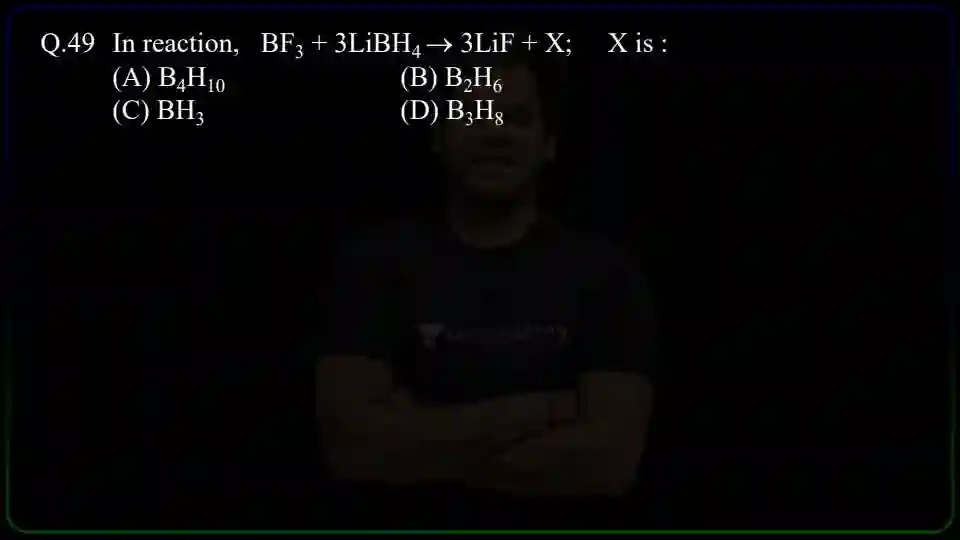 Q.49 In reaction, BF₃ + 3LiBH₄ → 3LiF + X; X is :
(A) B₄H₁₀ (B) B₂H₆
(C) BH₃ (D) B₃H₈